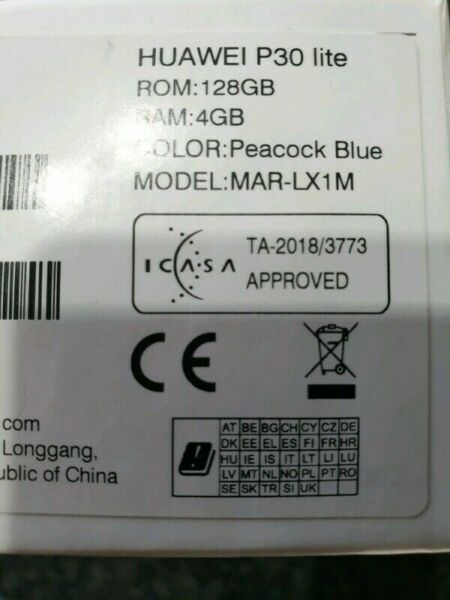 HUAWEI P30 lite
ROM:128GB
RAM:4GB
COLOR:Peacock Blue
MODEL:MAR-LX1M
ICASA
TA-2018/3773
APPROVED
CE
com
Longgang,
ublic of China
AT BE BG CH CY CZ DE
DK EE EL ES FI FR HR
HU IE IS IT LT LI LU
LV MT NL NO PL PT RO
SE SK TR SI UK